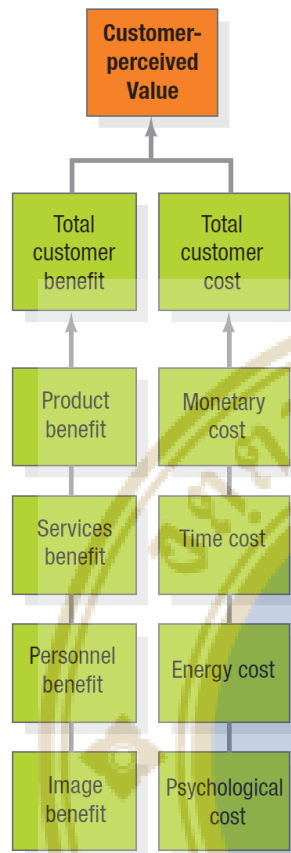 Customer-
perceived
Value
Total
customer
benefit
Total
customer
cost
Product
benefit
Monetary
cost
Services
benefit
Time cost
Personnel
benefit
Energy cost
Image
benefit
Psychological
cost